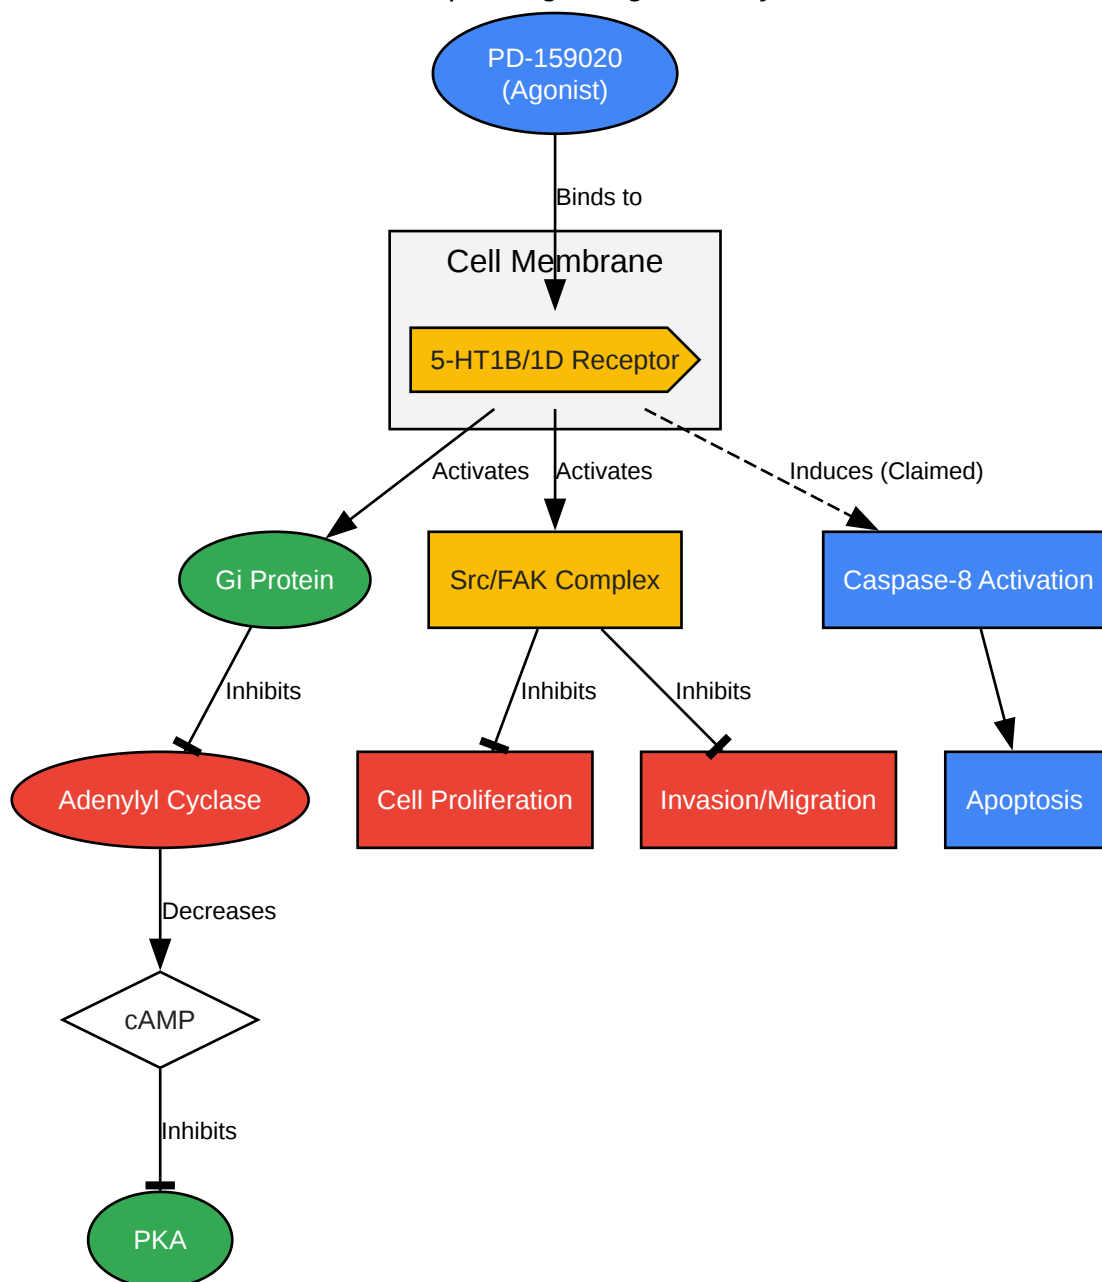 PD-159020
(Agonist)
Binds to
Cell Membrane
5-HT1B/1D Receptor
Activates
Activates
Induces (Claimed)
Gi Protein
Src/FAK Complex
Caspase-8 Activation
Inhibits
Inhibits
Inhibits
Adenylyl Cyclase
Cell Proliferation
Invasion/Migration
Apoptosis
Decreases
cAMP
Inhibits
PKA